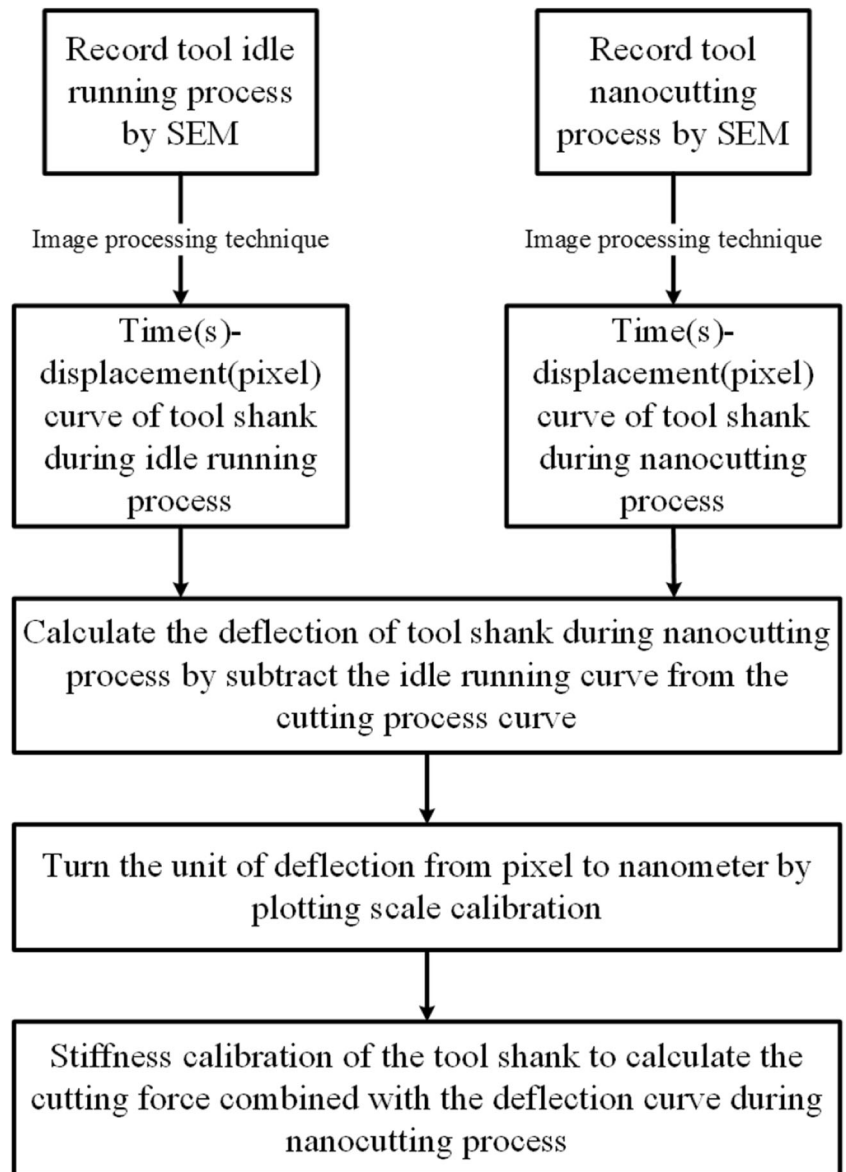 Record tool idle
running process
by SEM
Record tool
nanocutting
process by SEM
Image processing technique
Image processing technique
Time(s)-
displacement(pixel)
curve of tool shank
during idle running
process
Time(s)-
displacement(pixel)
curve of tool shank
during nanocutting
process
Calculate the deflection of tool shank during nanocutting
process by subtract the idle running curve from the
cutting process curve
Turn the unit of deflection from pixel to nanometer by
plotting scale calibration
Stiffness calibration of the tool shank to calculate the
cutting force combined with the deflection curve during
nanocutting process